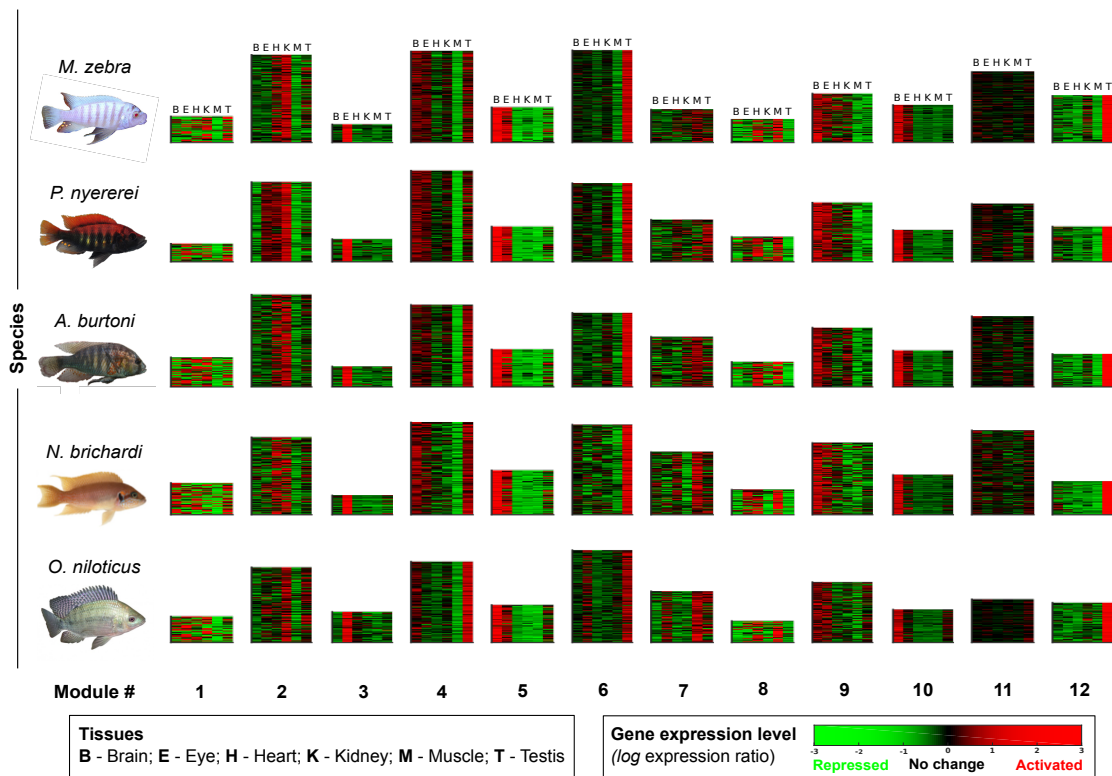 B E H K M T
B E H K M T
B E H K M T
M. zebra
B E H K M T
B E H K M T
B E H K M T
B E H K M T
B E H K M T
B E H K M T
B E H K M T
B E H K M T
B E H K M T
P. nyererei
Species
A. burtoni
N. brichardi
O. niloticus
Module # 1 2 3 4 5 6 7 8 9 10 11 12
Tissues
B - Brain; E - Eye; H - Heart; K - Kidney; M - Muscle; T - Testis
Gene expression level
(log expression ratio)
-3 -2 -1 0 1 2 3
Repressed No change Activated